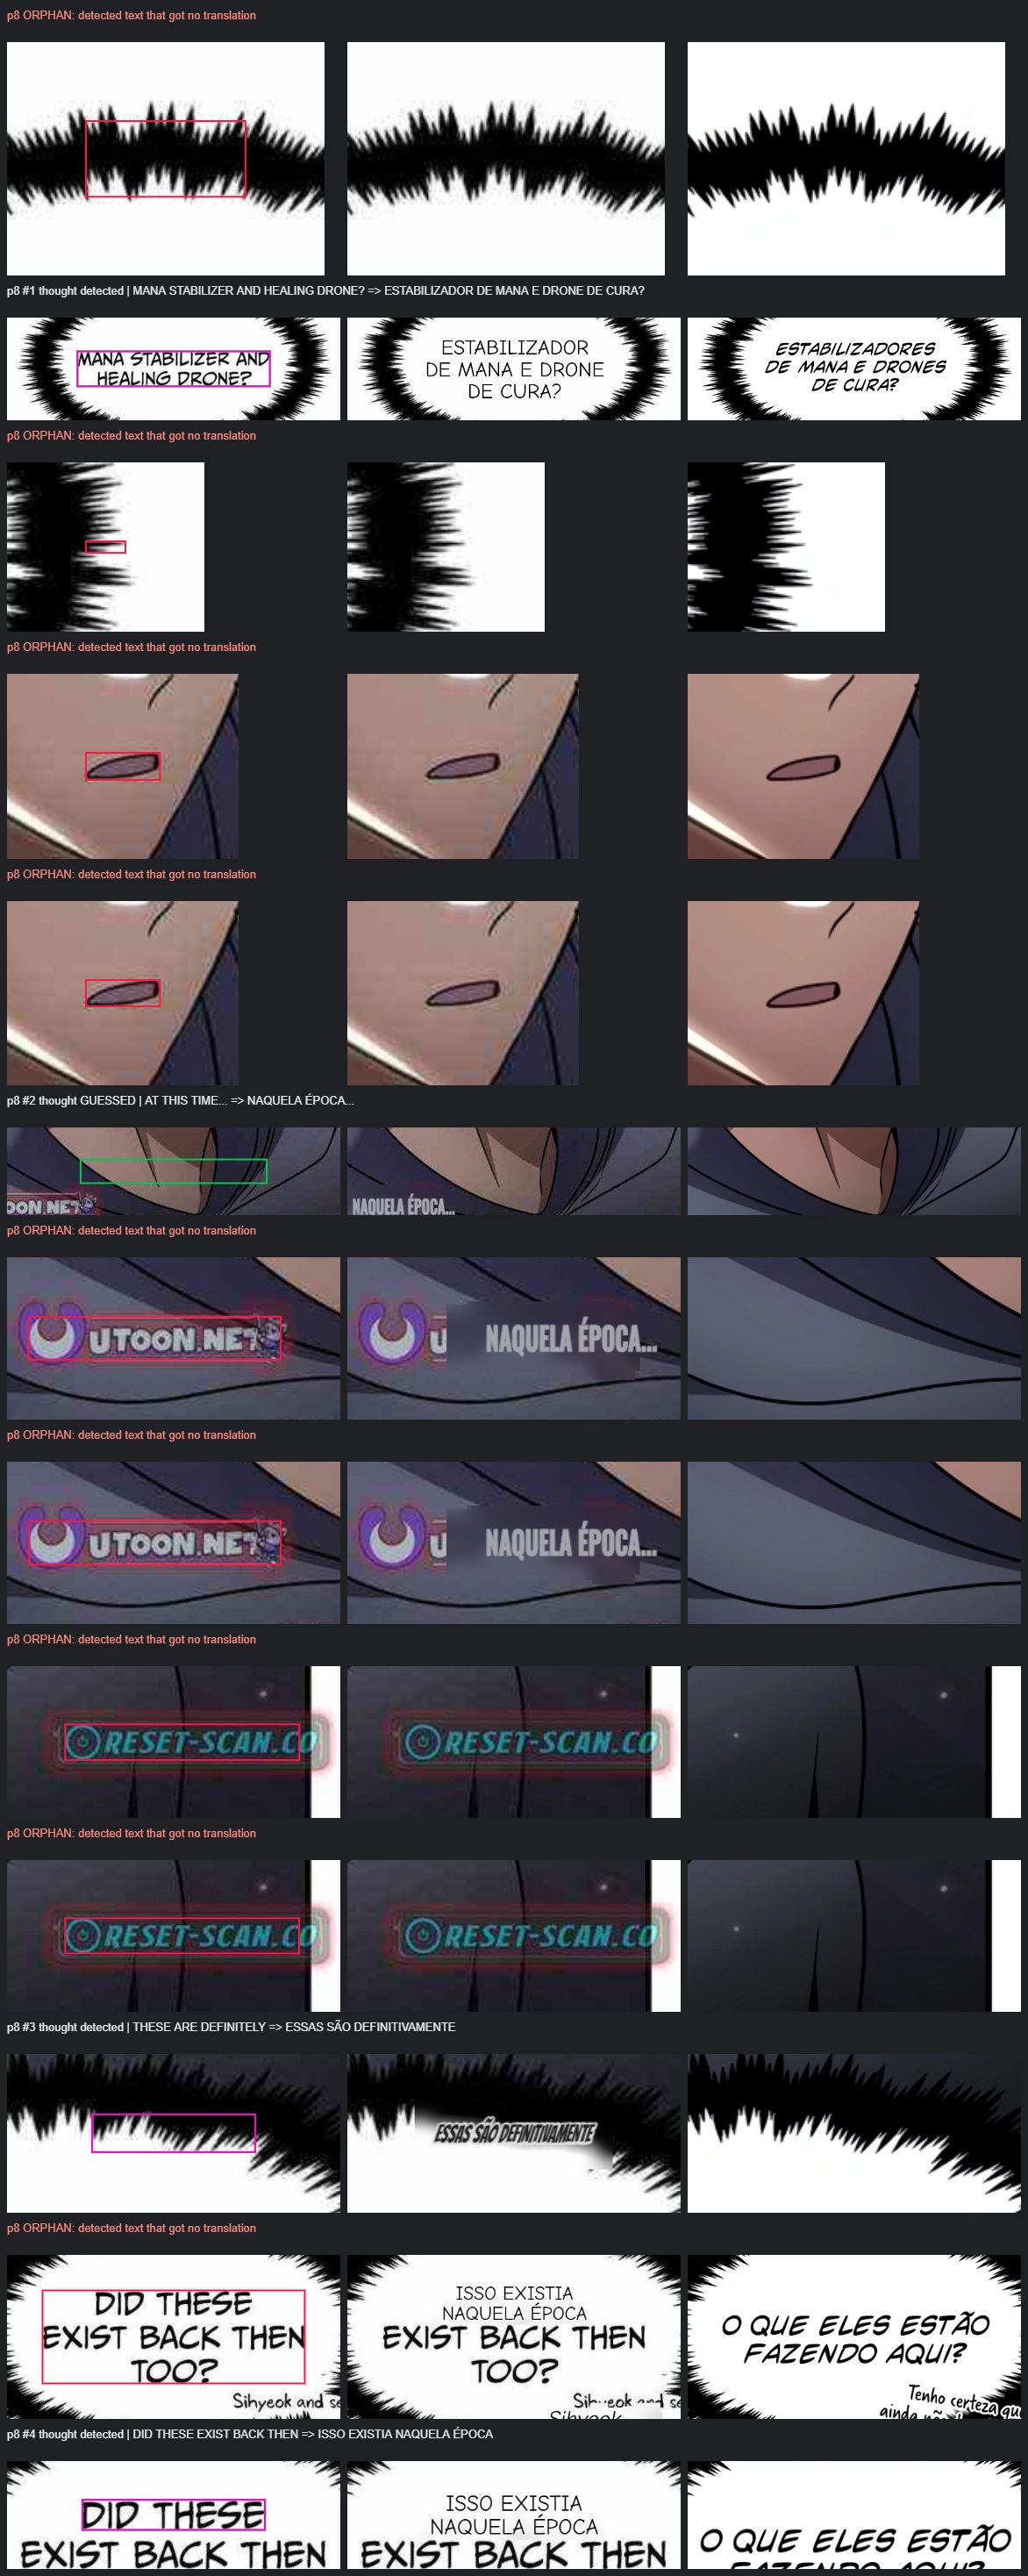 p8 ORPHAN: detected text that got no translation
p8 #1 thought detected | MANA STABILIZER AND HEALING DRONE? => ESTABILIZADOR DE MANA E DRONE DE CURA?
MANA STABILIZER AND
HEALING DRONE?
ESTABILIZADOR
DE MANA E DRONE
DE CURA?
ESTABILIZADORES
DE MANA E DRONES
DE CURA?
p8 ORPHAN: detected text that got no translation
p8 ORPHAN: detected text that got no translation
p8 ORPHAN: detected text that got no translation
p8 #2 thought GUESSED | AT THIS TIME... => NAQUELA ÉPOCA...
OON.NET
NAQUELA ÉPOCA...
p8 ORPHAN: detected text that got no translation
UTOON.NET
U
NAQUELA ÉPOCA...
p8 ORPHAN: detected text that got no translation
UTOON.NET
U
NAQUELA ÉPOCA...
p8 ORPHAN: detected text that got no translation
RESET-SCAN.CO
RESET-SCAN.CO
p8 ORPHAN: detected text that got no translation
RESET-SCAN.CO
RESET-SCAN.CO
p8 #3 thought detected | THESE ARE DEFINITELY => ESSAS SÃO DEFINITIVAMENTE
ESSAS SÃO DEFINITIVAMENTE
p8 ORPHAN: detected text that got no translation
DID THESE
EXIST BACK THEN
TOO?
Sihyeok and se
ISSO EXISTIA
NAQUELA ÉPOCA
EXIST BACK THEN
TOO?
Sihyeok
O QUE ELES ESTÃO
FAZENDO AQUI?
Tenho certeza qu
ainda
p8 #4 thought detected | DID THESE EXIST BACK THEN => ISSO EXISTIA NAQUELA ÉPOCA
DID THESE
EXIST BACK THEN
ISSO EXISTIA
NAQUELA ÉPOCA
EXIST BACK THEN
O QUE ELES ESTÃO
FAZENDO AQUI?